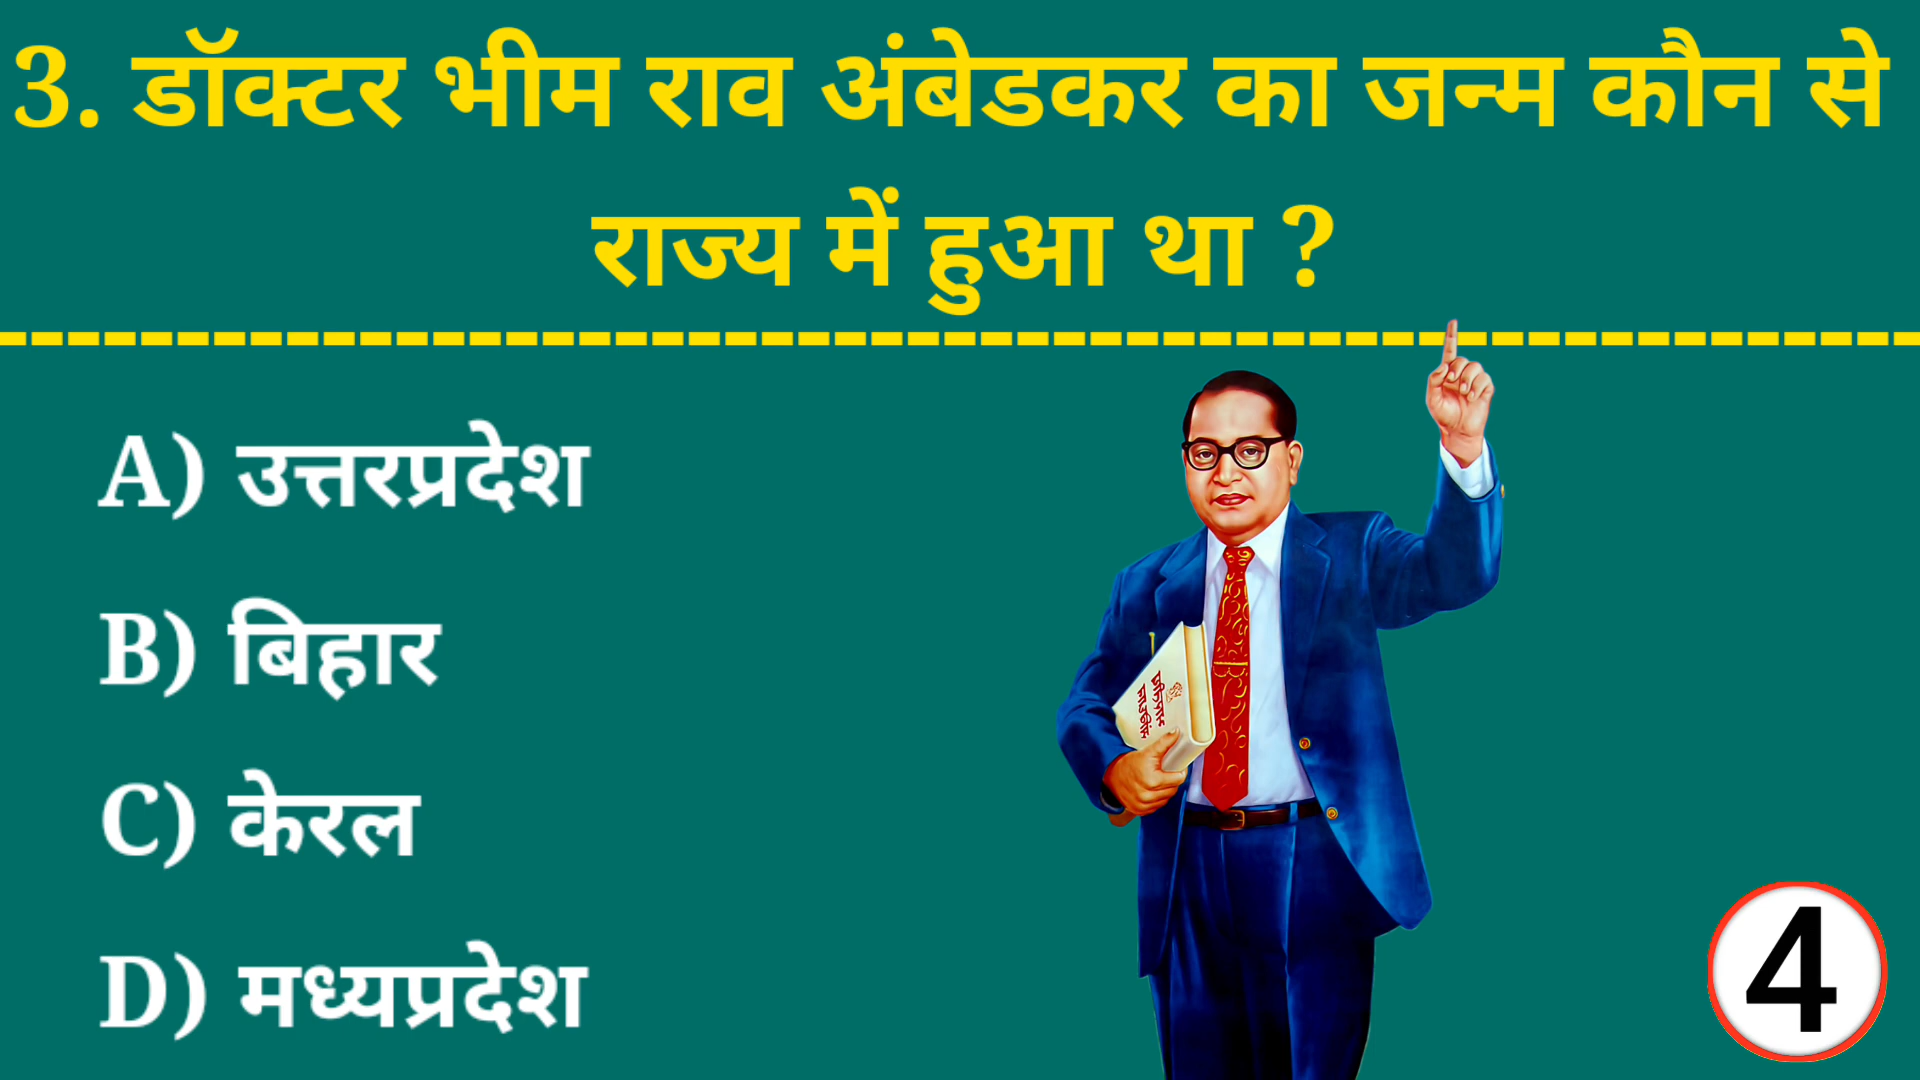 3. डॉक्टर भीम राव अंबेडकर का जन्म कौन से
राज्य में हुआ था ?
A) उत्तरप्रदेश
B) बिहार
C) केरल
D) मध्यप्रदेश
4